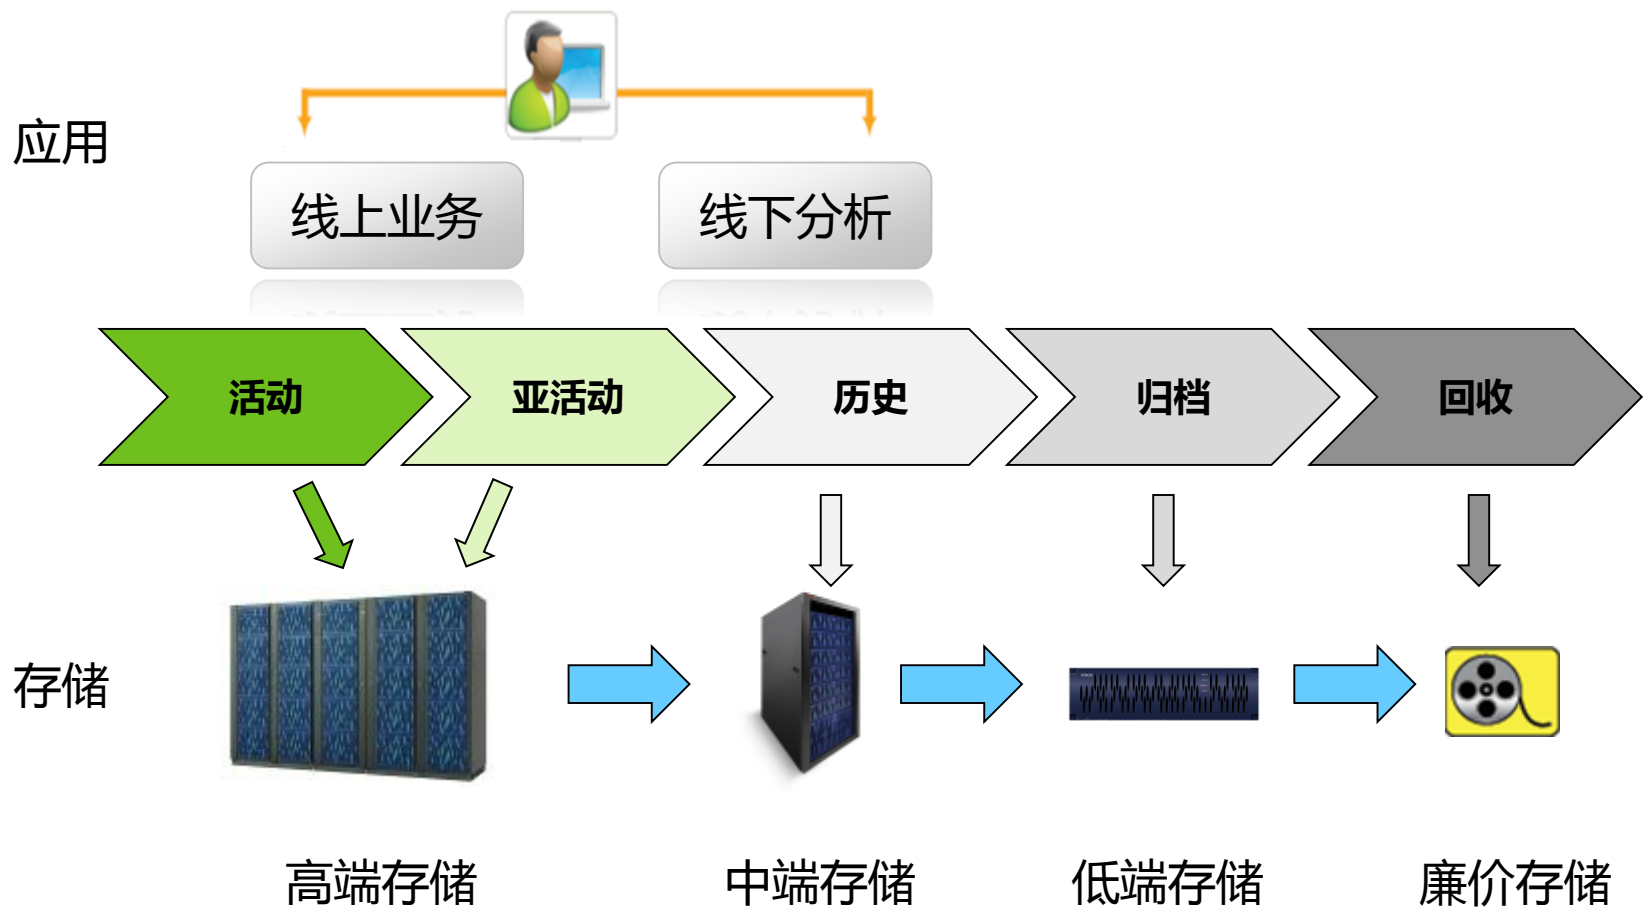 应用
线上业务
线下分析
活动
亚活动
历史
归档
回收
存储
高端存储
中端存储
低端存储
廉价存储